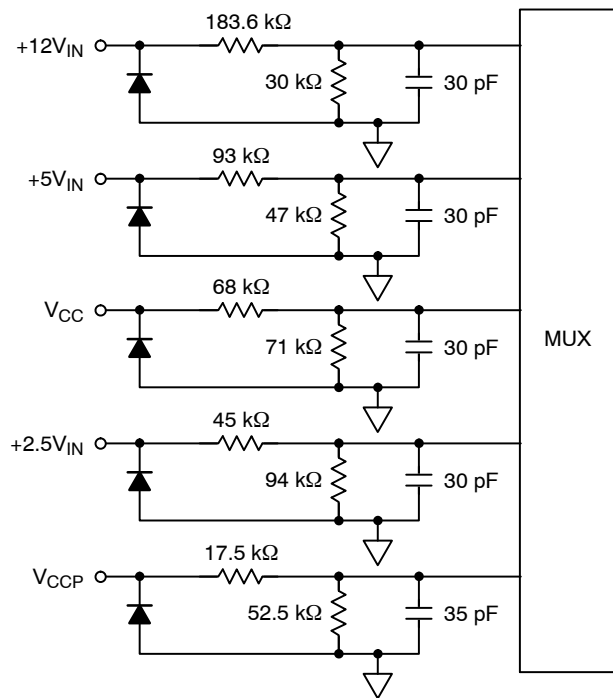 183.6 kΩ
+12V_IN
30 kΩ
30 pF
93 kΩ
+5V_IN
47 kΩ
30 pF
68 kΩ
V_CC
71 kΩ
30 pF
MUX
45 kΩ
+2.5V_IN
94 kΩ
30 pF
17.5 kΩ
V_CCP
52.5 kΩ
35 pF